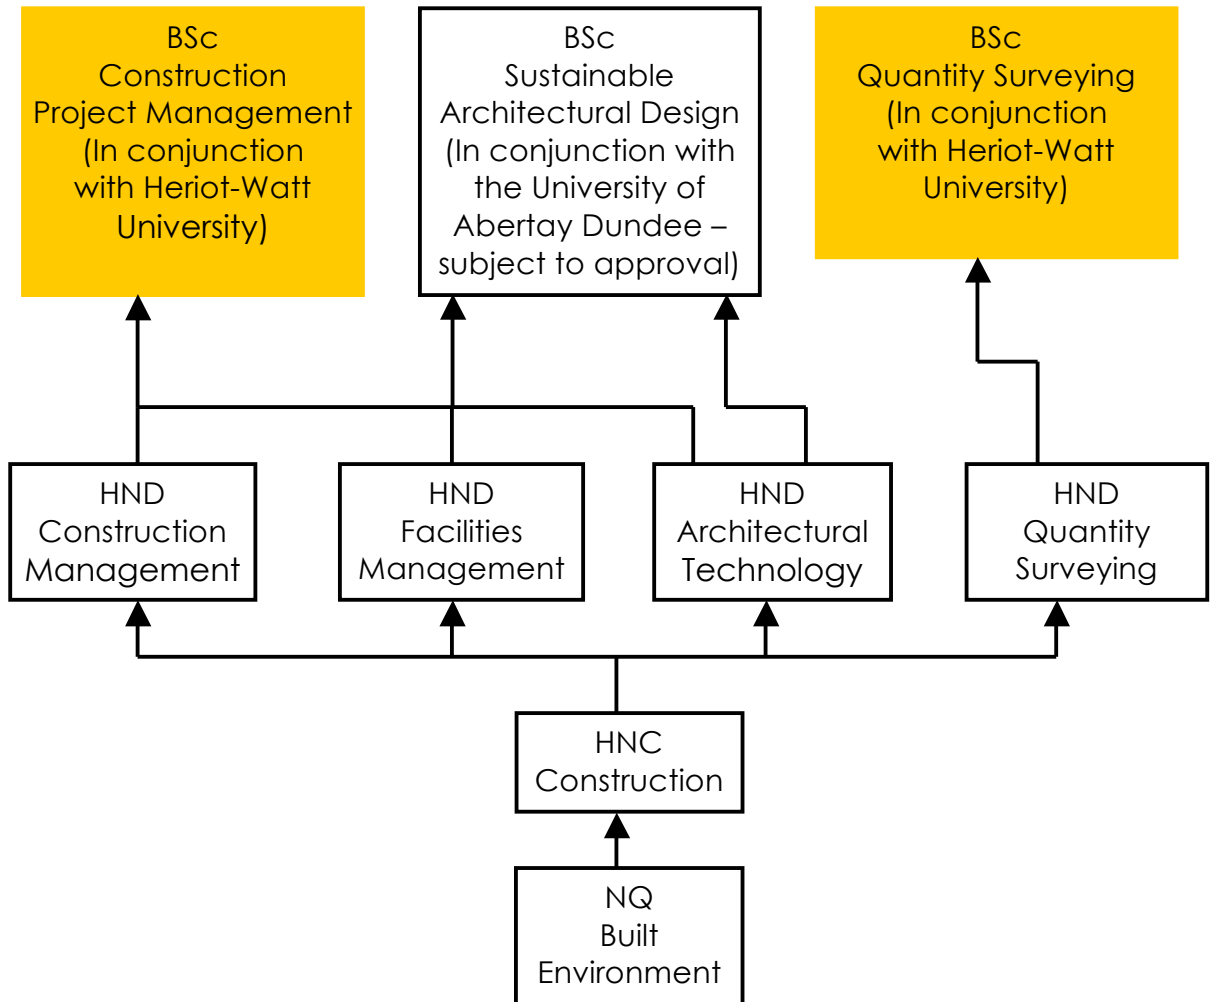 BSc
Construction
Project Management
(In conjunction
with Heriot-Watt
University)
BSc
Sustainable
Architectural Design
(In conjunction with
the University of
Abertay Dundee –
subject to approval)
BSc
Quantity Surveying
(In conjunction
with Heriot-Watt
University)
HND
Construction
Management
HND
Facilities
Management
HND
Architectural
Technology
HND
Quantity
Surveying
HNC
Construction
NQ
Built
Environment